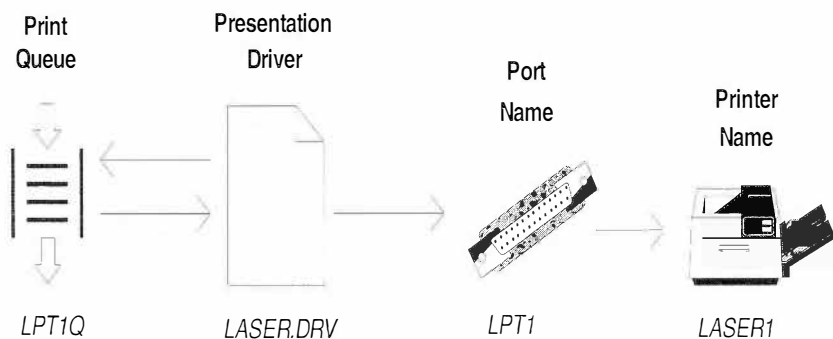 Print
Queue
Presentation
Driver
Port
Name
Printer
Name
LPT1Q
LASER.DRV
LPT1
LASER1